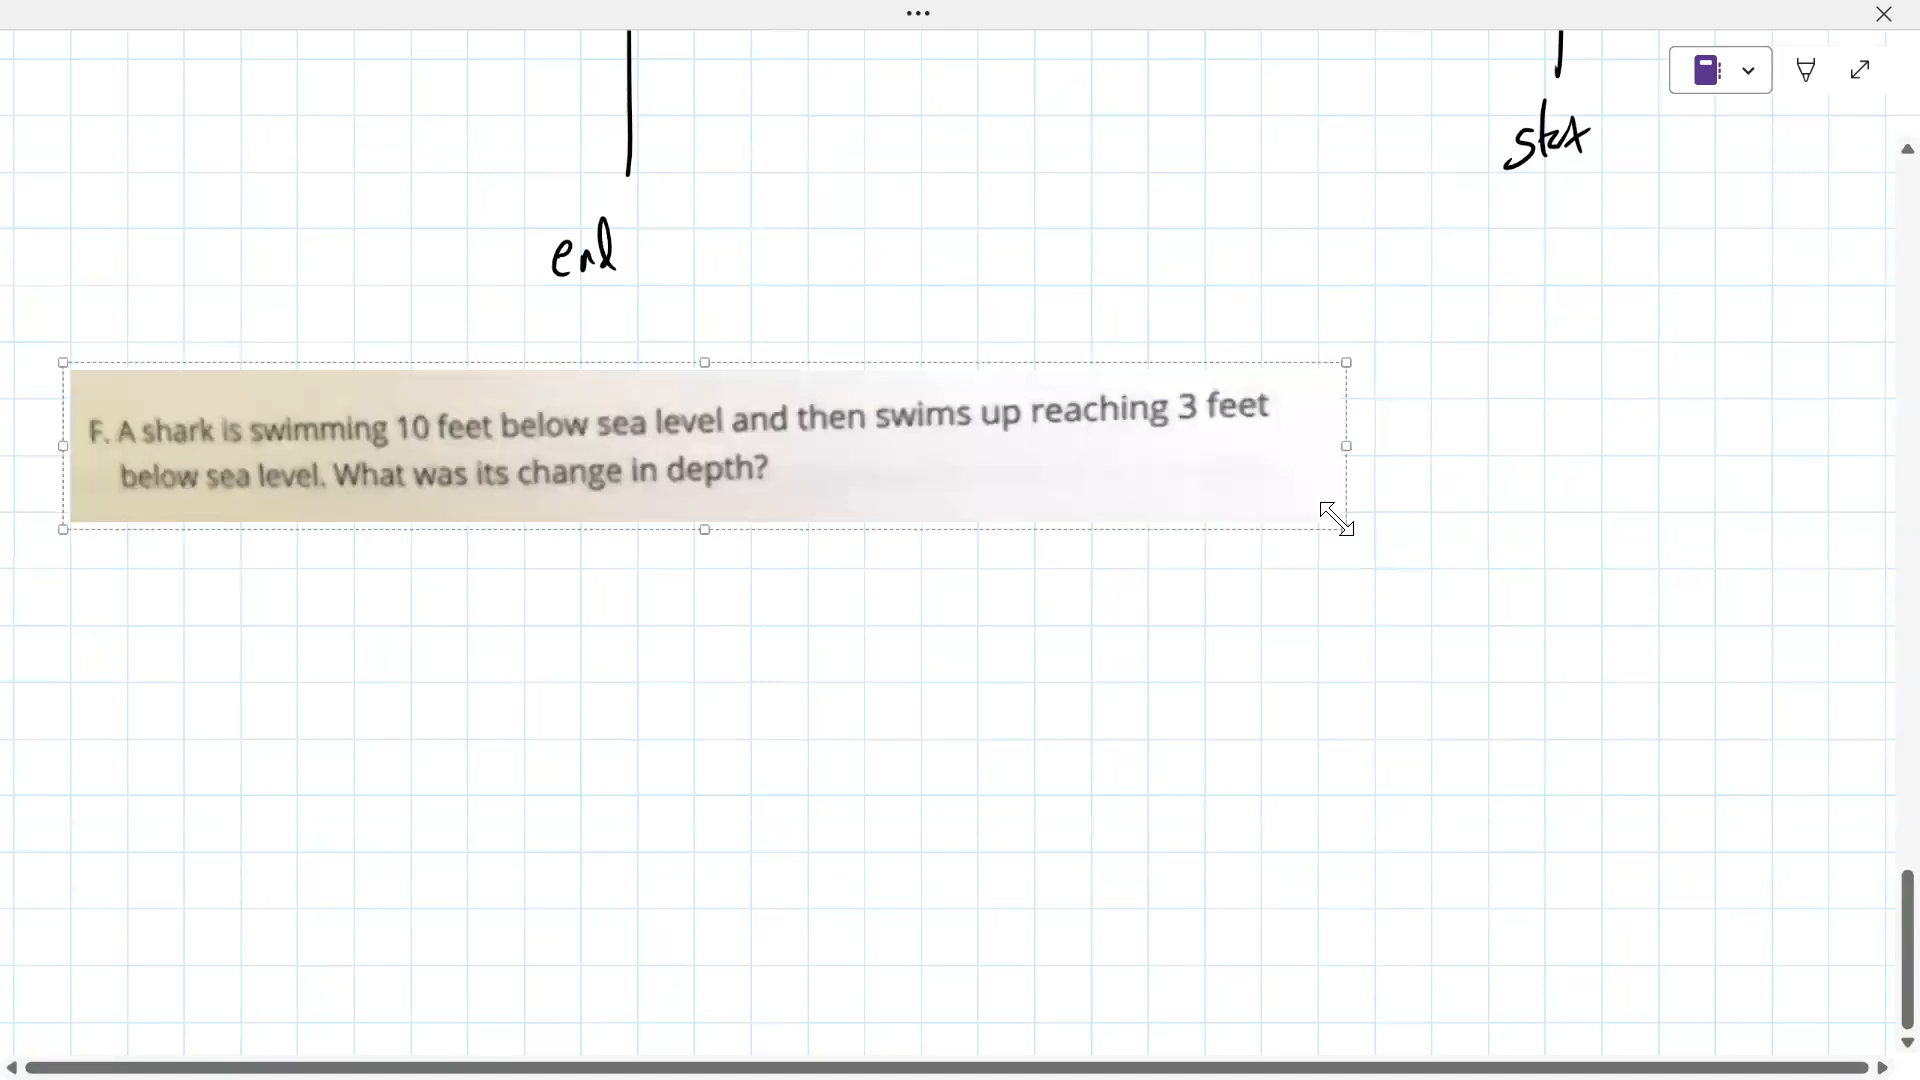 end
F. A shark is swimming 10 feet below sea level and then swims up reaching 3 feet
below sea level. What was its change in depth?